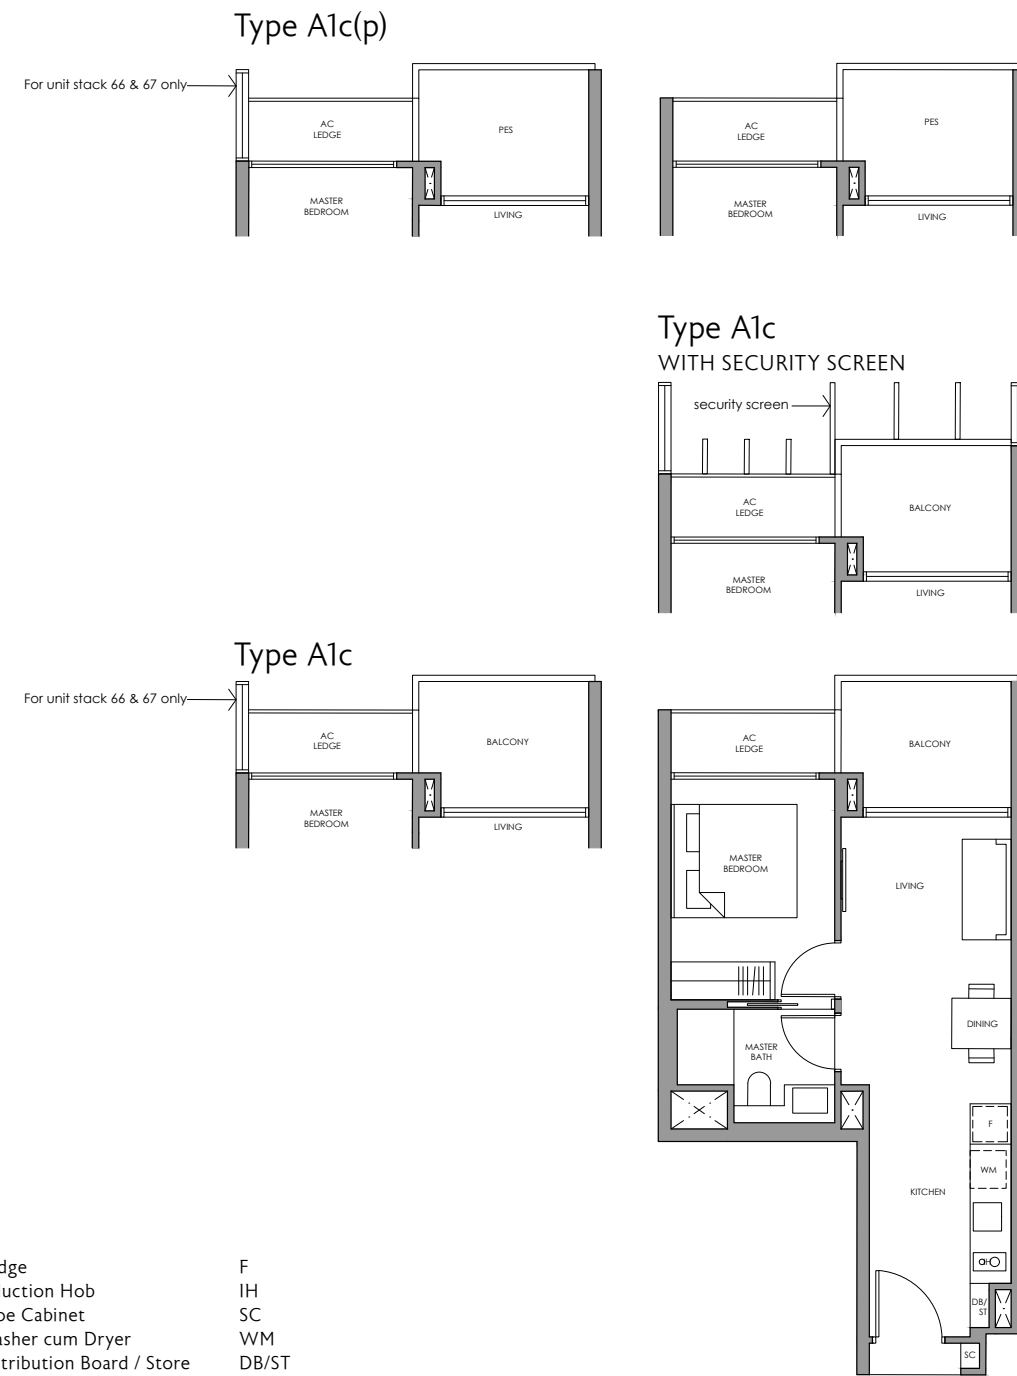 Type A1c(p)
For unit stack 66 & 67 only
AC
LEDGE
PES
MASTER
BEDROOM
LIVING
AC
LEDGE
PES
MASTER
BEDROOM
LIVING
Type A1c
WITH SECURITY SCREEN
security screen
AC
LEDGE
BALCONY
MASTER
BEDROOM
LIVING
Type A1c
For unit stack 66 & 67 only
AC
LEDGE
BALCONY
MASTER
BEDROOM
LIVING
AC
LEDGE
BALCONY
MASTER
BEDROOM
LIVING
DINING
MASTER
BATH
F
WM
KITCHEN
DB/
ST
SC
dge F
uction Hob IH
oe Cabinet SC
asher cum Dryer WM
tribution Board / Store DB/ST